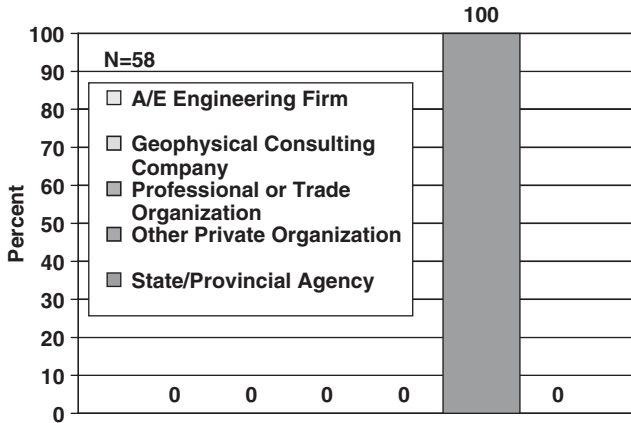 100
100
N=58
90
A/E Engineering Firm
80
70
Geophysical Consulting
Company
60
Professional or Trade
Organization
50
Other Private Organization
40
State/Provincial Agency
30
20
10
0 0 0 0 0
0
Percent